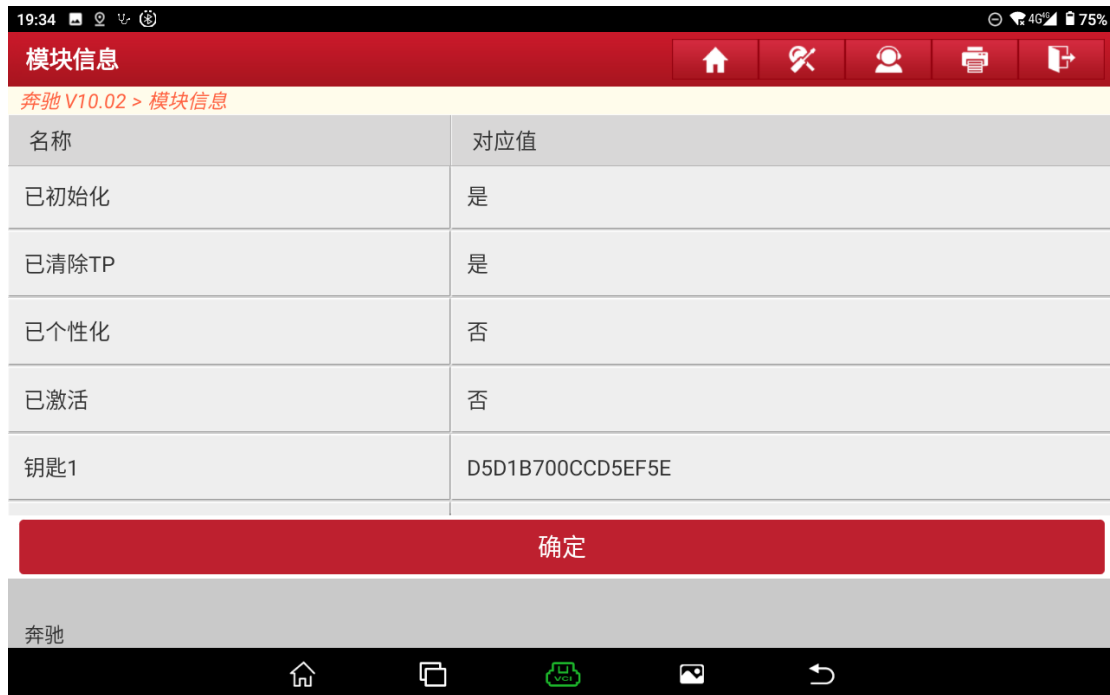 19:34 4G 4G 75%
模块信息
奔驰 V10.02 > 模块信息
名称 对应值
已初始化 是
已清除TP 是
已个性化 否
已激活 否
钥匙1 D5D1B700CCD5EF5E
确定
奔驰
VCI